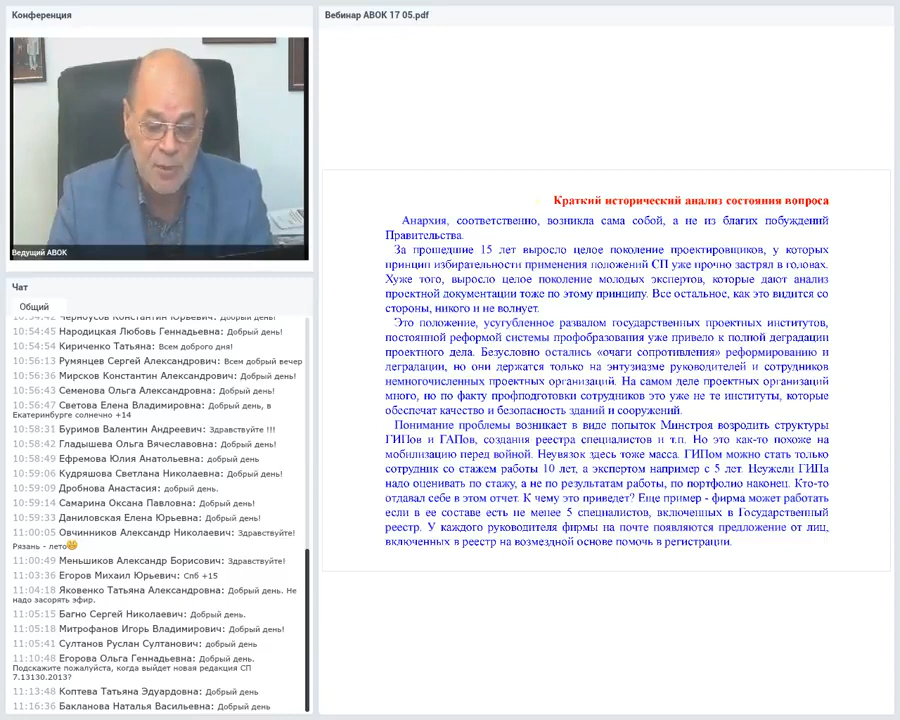 Конференция
Ведущий АВОК
Чат
Общий
10:54:42 Черноусов Константин Юрьевич: Добрый день!
10:54:45 Народицкая Любовь Геннадьевна: Добрый день!
10:54:54 Кириченко Татьяна: Всем доброго дня!
10:56:13 Румянцев Сергей Александрович: Всем добрый вечер
10:56:36 Мирсков Константин Александрович: Добрый день!
10:56:43 Семенова Ольга Александровна: Добрый день!
10:56:47 Светова Елена Владимировна: Добрый день, в
Екатеринбурге солнечно +14
10:58:31 Буримов Валентин Андреевич: Здравствуйте !!!
10:58:42 Гладышева Ольга Вячеславовна: Добрый день!
10:58:49 Ефремова Юлия Анатольевна: добрый день
10:59:06 Кудряшова Светлана Николаевна: Добрый день!
10:59:09 Дробнова Анастасия: добрый день.
10:59:14 Самарина Оксана Павловна: Добрый день!
10:59:33 Даниловская Елена Юрьевна: Добрый день!
11:00:05 Овчинников Александр Николаевич: Здравствуйте!
Рязань - лето
11:00:49 Меньшиков Александр Борисович: Здравствуйте!
11:03:36 Егоров Михаил Юрьевич: Спб +15
11:04:18 Яковенко Татьяна Александровна: Добрый день. Не
надо засорять эфир.
11:05:15 Багно Сергей Николаевич: Добрый день.
11:05:18 Митрофанов Игорь Владимирович: Добрый день!
11:05:41 Султанов Руслан Султанович: добрый день
11:10:48 Егорова Ольга Геннадьевна: Добрый день.
Подскажите пожалуйста, когда выйдет новая редакция СП
7.13130.2013?
11:13:48 Коптева Татьяна Эдуардовна: Добрый день
11:16:36 Бакланова Наталья Васильевна: Добрый день
Вебинар АВОК 17 05.pdf
Краткий исторический анализ состояния вопроса
Анархия, соответственно, возникла сама собой, а не из благих побуждений
Правительства.
За прошедшие 15 лет выросло целое поколение проектировщиков, у которых
принцип избирательности применения положений СП уже прочно застрял в головах.
Хуже того, выросло целое поколение молодых экспертов, которые дают анализ
проектной документации тоже по этому принципу. Все остальное, как это видится со
стороны, никого и не волнует.
Это положение, усугубленное развалом государственных проектных институтов,
постоянной реформой системы профобразования уже привело к полной деградации
проектного дела. Безусловно остались «очаги сопротивления» реформированию и
деградации, но они держатся только на энтузиазме руководителей и сотрудников
немногочисленных проектных организаций. На самом деле проектных организаций
много, но по факту профподготовки сотрудников это уже не те институты, которые
обеспечат качество и безопасность зданий и сооружений.
Понимание проблемы возникает в виде попыток Минстроя возродить структуру
ГИПов и ГАПов, создания реестра специалистов и т.п. Но это как-то похоже на
мобилизацию перед войной. Неувязок здесь тоже масса. ГИПом можно стать только
сотрудник со стажем работы 10 лет, а экспертом например с 5 лет. Неужели ГИПа
надо оценивать по стажу, а не по результатам работы, по портфолио наконец. Кто-то
отдавал себе в этом отчет. К чему это приведет? Еще пример - фирма может работать
если в ее составе есть не менее 5 специалистов, включенных в Государственный
реестр. У каждого руководителя фирмы на почте появляются предложение от лиц,
включенных в реестр на возмездной основе помочь в регистрации.